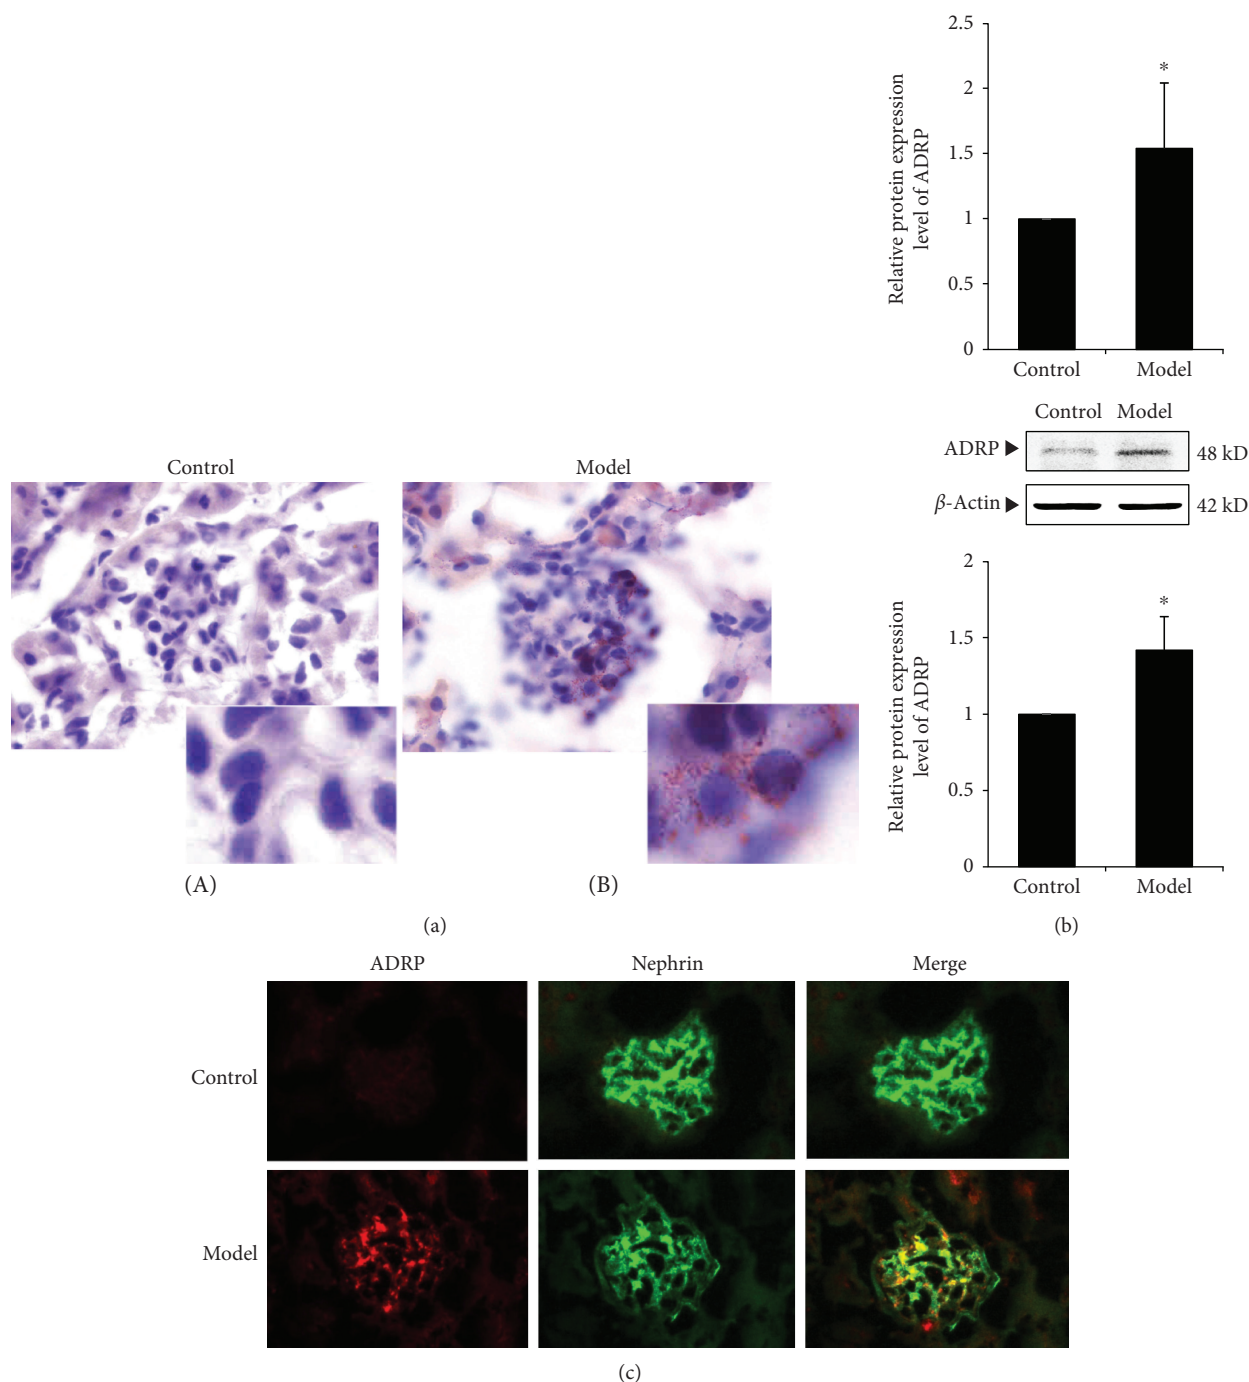 Control
Model
(A)
(B)
(a)
2.5
2
1.5
1
0.5
0
Relative protein expression
level of ADRP
*
Control
Model
Control
Model
ADRP
48 kD
β-Actin
42 kD
2
1.5
1
0.5
0
Relative protein expression
level of ADRP
*
Control
Model
(b)
ADRP
Nephrin
Merge
Control
Model
(c)